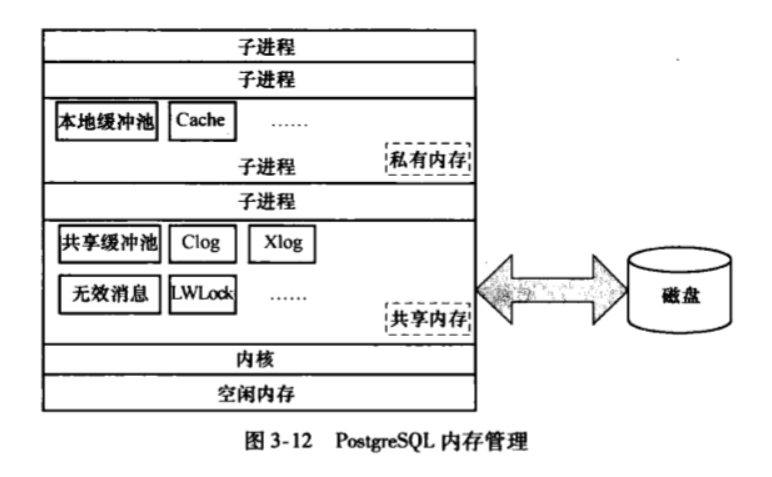 子进程
子进程
本地缓冲池 Cache ……
子进程 私有内存
子进程
共享缓冲池 Clog Xlog
无效消息 LWLock ……
共享内存
磁盘
内核
空闲内存
图 3-12 PostgreSQL 内存管理